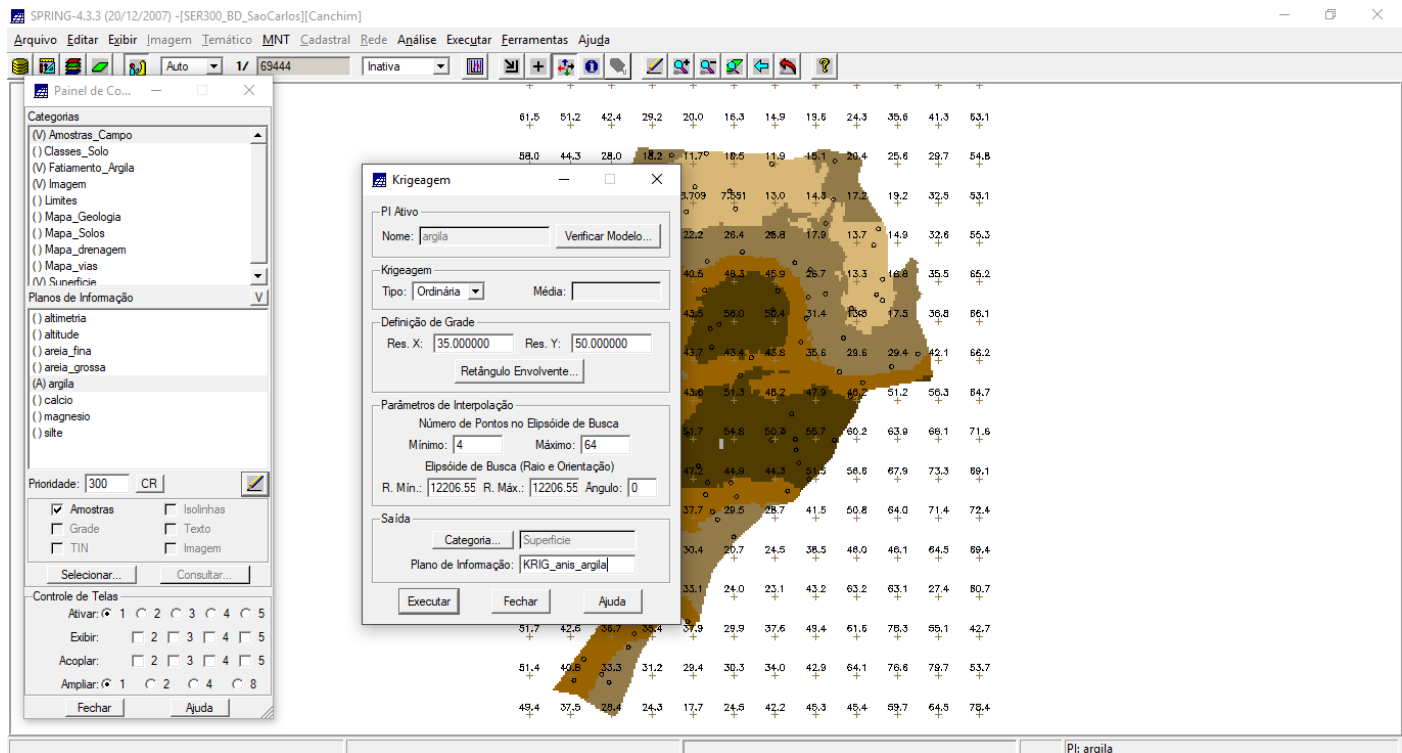 SPRING-4.3.3 (20/12/2007) -[SER300_BD_SaoCarlos][Canchim]
Arquivo Editar Exibir Imagem Temático MNT Cadastral Rede Análise Executar Ferramentas Ajuda
Auto 1/ 69444 Inativa
Painel de Co...
Categorias
(V) Amostras_Campo
( ) Classes_Solo
(V) Fatiamento_Argila
(V) Imagem
( ) Limites
( ) Mapa_Geologia
( ) Mapa_Solos
( ) Mapa_drenagem
( ) Mapa_vias
(V) Superficie
Planos de Informação V
( ) altimetria
( ) altitude
( ) areia_fina
( ) areia_grossa
(A) argila
( ) calcio
( ) magnesio
( ) silte
Prioridade: 300 CR
Amostras Isolinhas
Grade Texto
TIN Imagem
Selecionar... Consultar...
Controle de Telas
Ativar: 1 2 3 4 5
Exibir: 2 3 4 5
Acoplar: 2 3 4 5
Ampliar: 1 2 4 8
Fechar Ajuda
Krigeagem
PI Ativo
Nome: argila Verificar Modelo...
Krigeagem
Tipo: Ordinária Média:
Definição de Grade
Res. X: 35.000000 Res. Y: 50.000000
Retângulo Envolvente...
Parâmetros de Interpolação
Número de Pontos no Elipsóide de Busca
Mínimo: 4 Máximo: 64
Elipsóide de Busca (Raio e Orientação)
R. Mín.: 12206.55 R. Máx.: 12206.55 Ângulo: 0
Saída
Categoria... Superficie
Plano de Informação: KRIG_anis_argila
Executar Fechar Ajuda
61.5 51.2 42.4 29.2 20.0 16.3 14.9 19.5 24.3 35.6 41.3 53.1
58.0 44.3 28.0 18.2 11.7 15.5 11.9 15.1 20.4 25.6 29.7 54.8
7.551 13.0 14.3 17.2 19.2 32.5 53.1
22.2 26.4 25.8 17.9 13.7 14.9 32.6 55.3
40.5 48.3 45.9 26.7 13.3 16.8 35.5 65.2
43.5 56.0 31.4 17.5 36.8 66.1
43.7 43.4 43.8 35.6 29.6 29.4 42.1 66.2
43.6 51.3 48.2 47.9 48.2 51.2 56.3 64.7
51.7 54.8 50.8 55.7 60.2 63.9 66.1 71.6
47.2 44.9 44.3 51.5 56.6 67.9 73.3 69.1
37.7 29.5 28.7 41.5 50.8 64.0 71.4 72.4
30.4 20.7 24.5 38.5 48.0 46.1 64.5 69.4
33.1 24.0 23.1 43.2 63.2 63.1 27.4 80.7
51.7 42.6 36.7 35.4 37.9 29.9 37.6 49.4 61.5 76.3 55.1 42.7
51.4 40.8 33.3 31.2 29.4 30.3 34.0 42.9 64.1 76.6 79.7 53.7
49.4 37.5 28.4 24.3 17.7 24.6 42.2 45.3 45.4 59.7 64.5 78.4
PI: argila